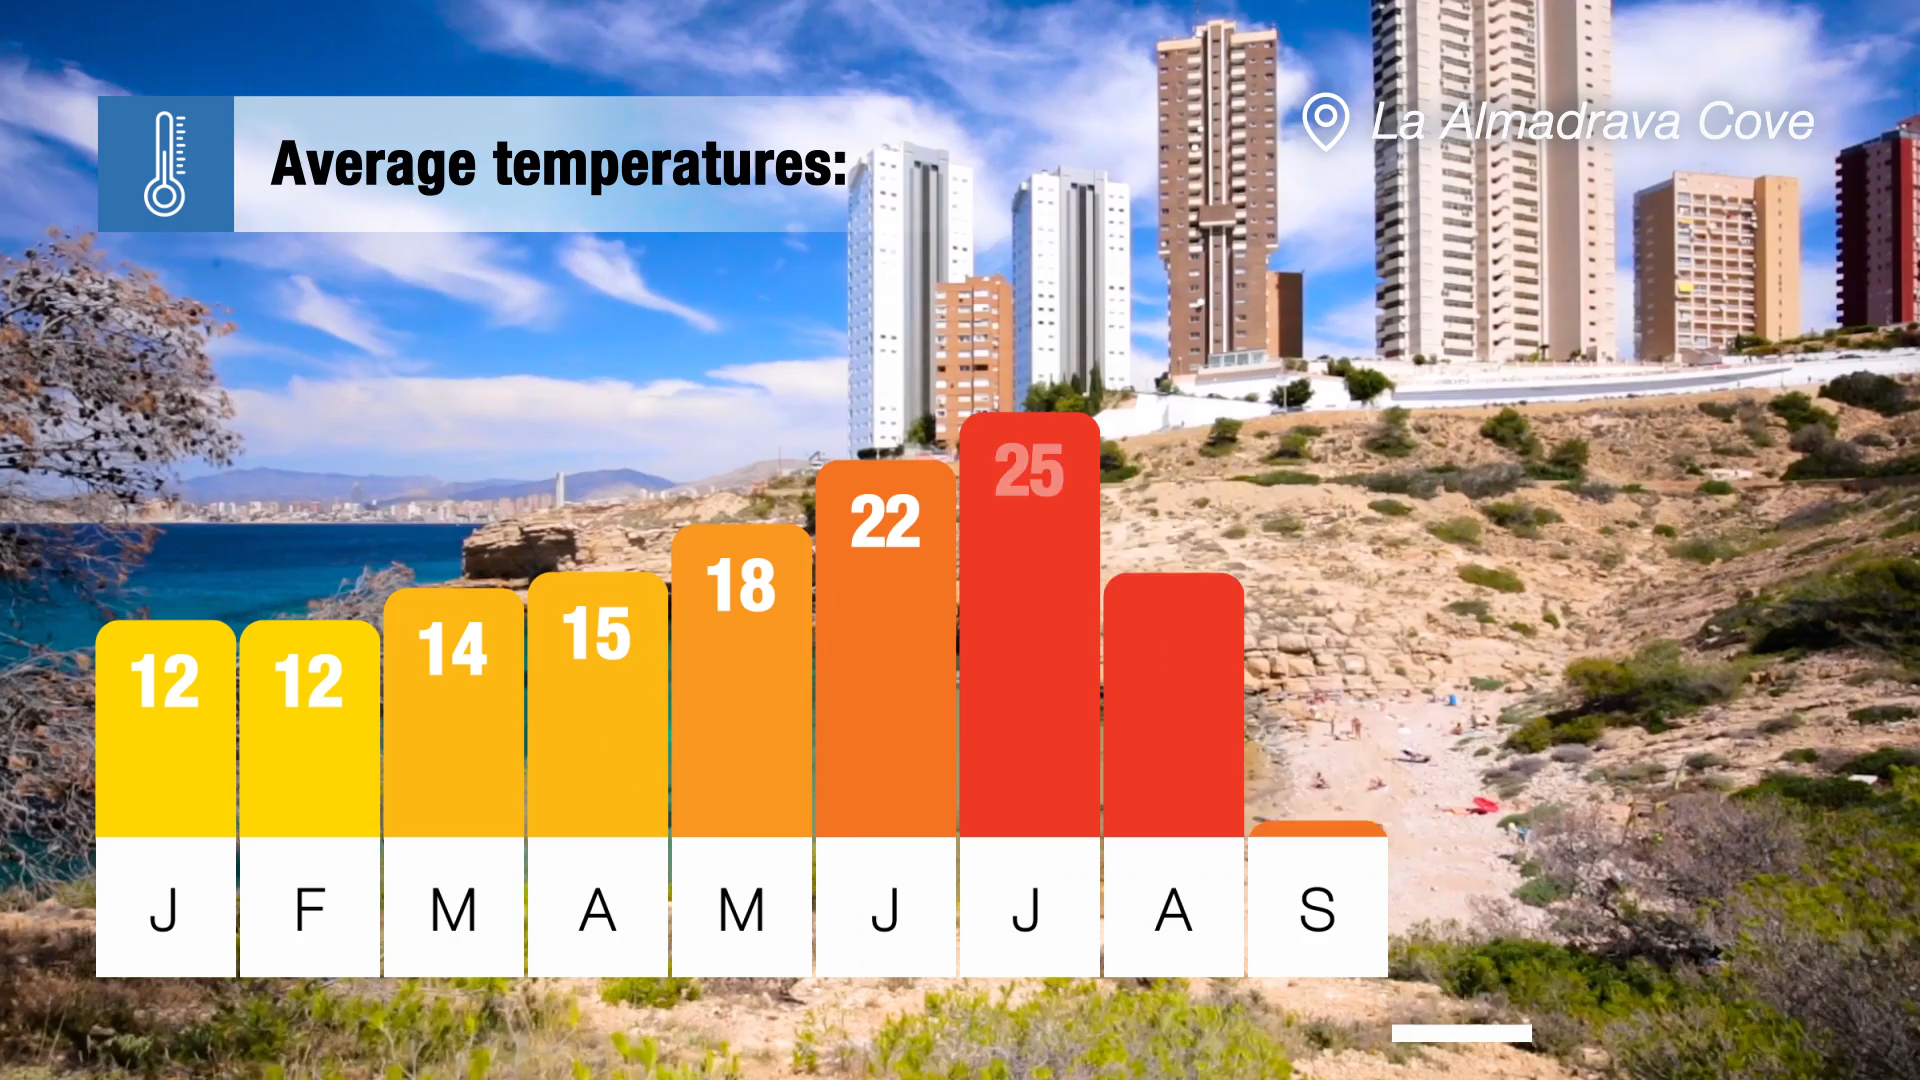 Average temperatures:
La Almadrava Cove
12 12 14 15 18 22 25
J F M A M J J A S